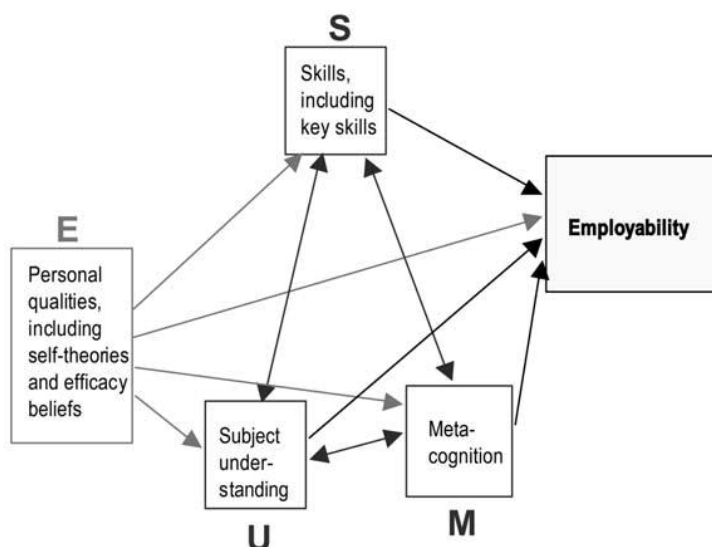 S
Skills,
including
key skills
Employability
E
Personal
qualities,
including
self-theories
and efficacy
beliefs
Subject
under-
standing
U
Meta-
cognition
M